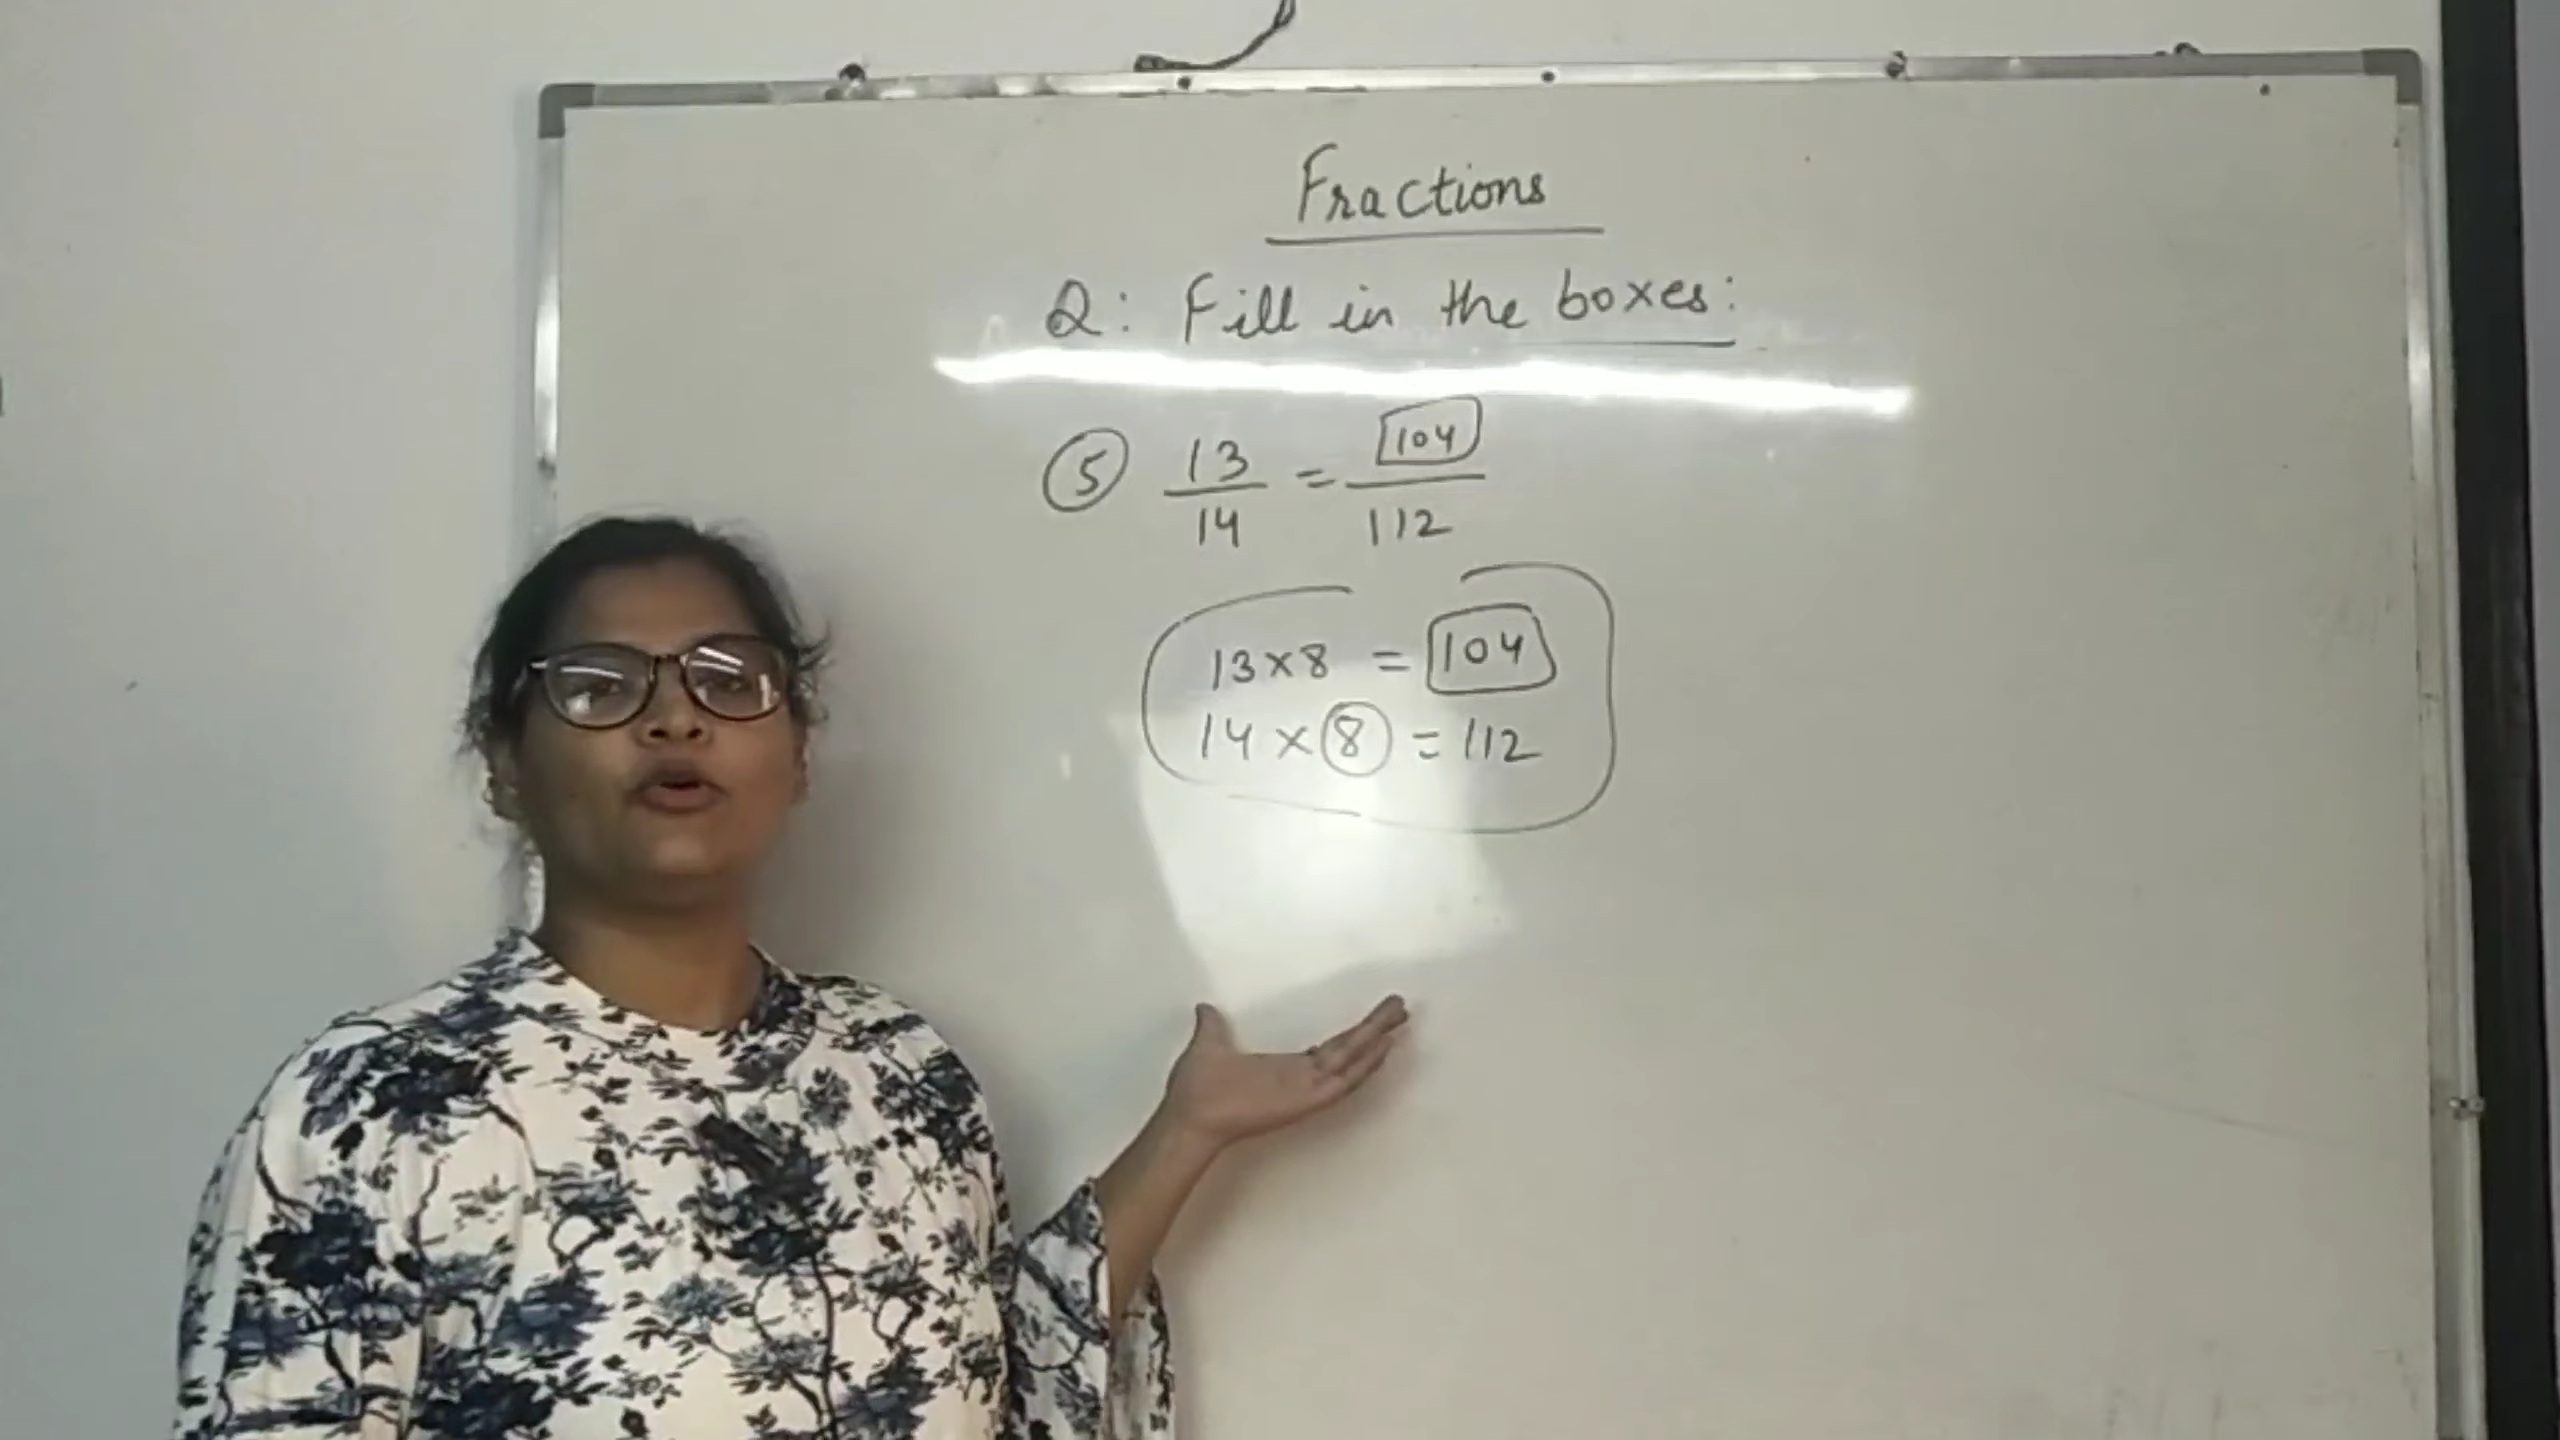 Fractions
Q: Fill in the boxes:
5 13/14 = 104/112
13×8 = 104
14×8 = 112